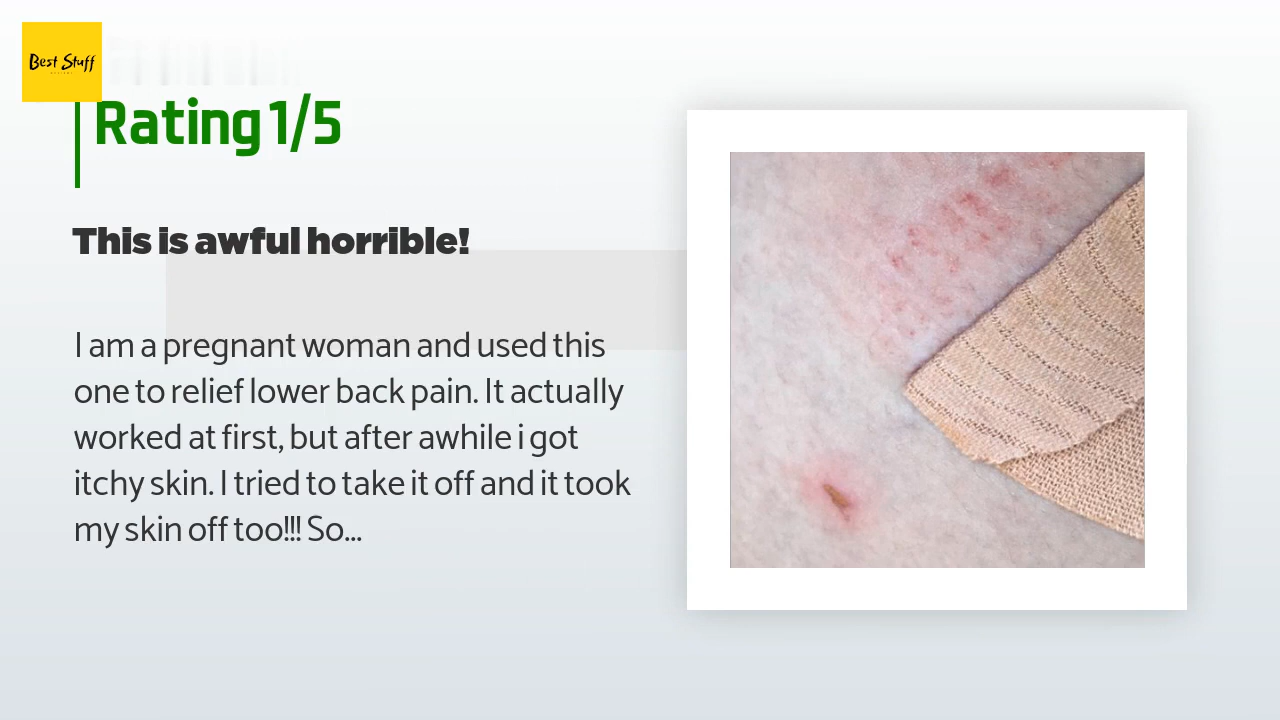 Best Stuff
Rating 1/5
This is awful horrible!
I am a pregnant woman and used this
one to relief lower back pain. It actually
worked at first, but after awhile i got
itchy skin. I tried to take it off and it took
my skin off too!!! So...